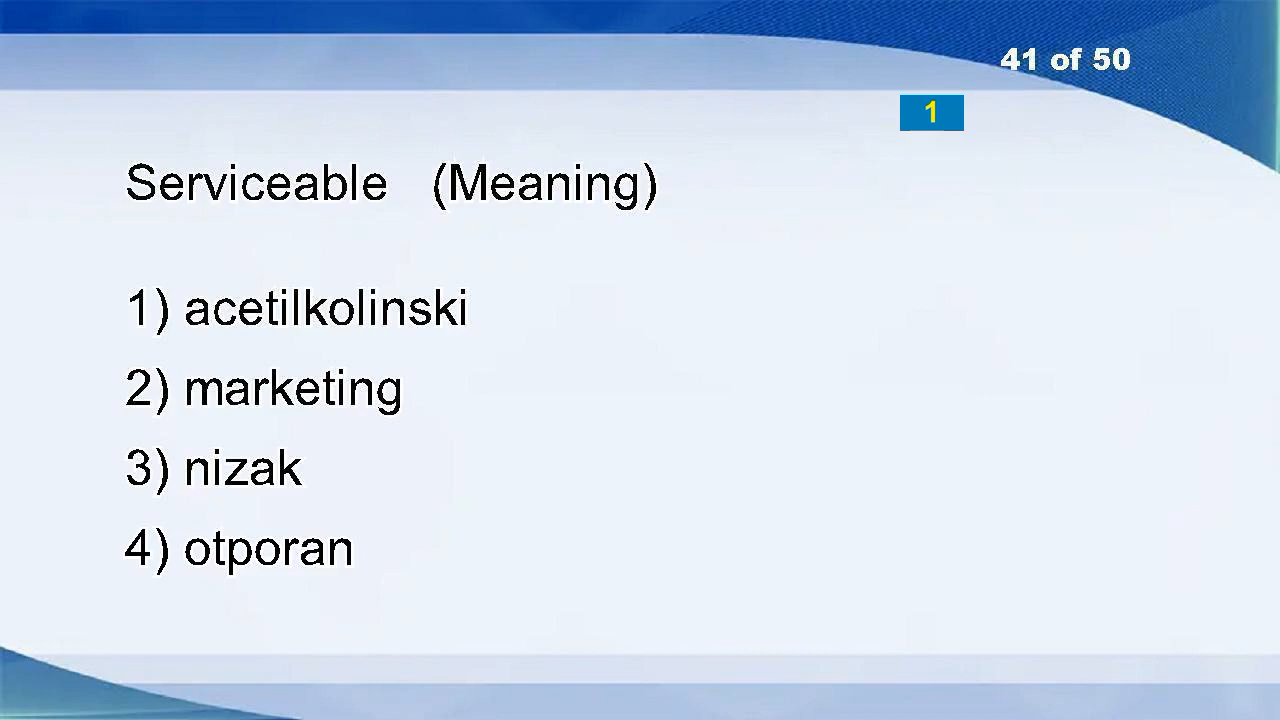 41 of 50
1
Serviceable (Meaning)
1) acetilkolinski
2) marketing
3) nizak
4) otporan